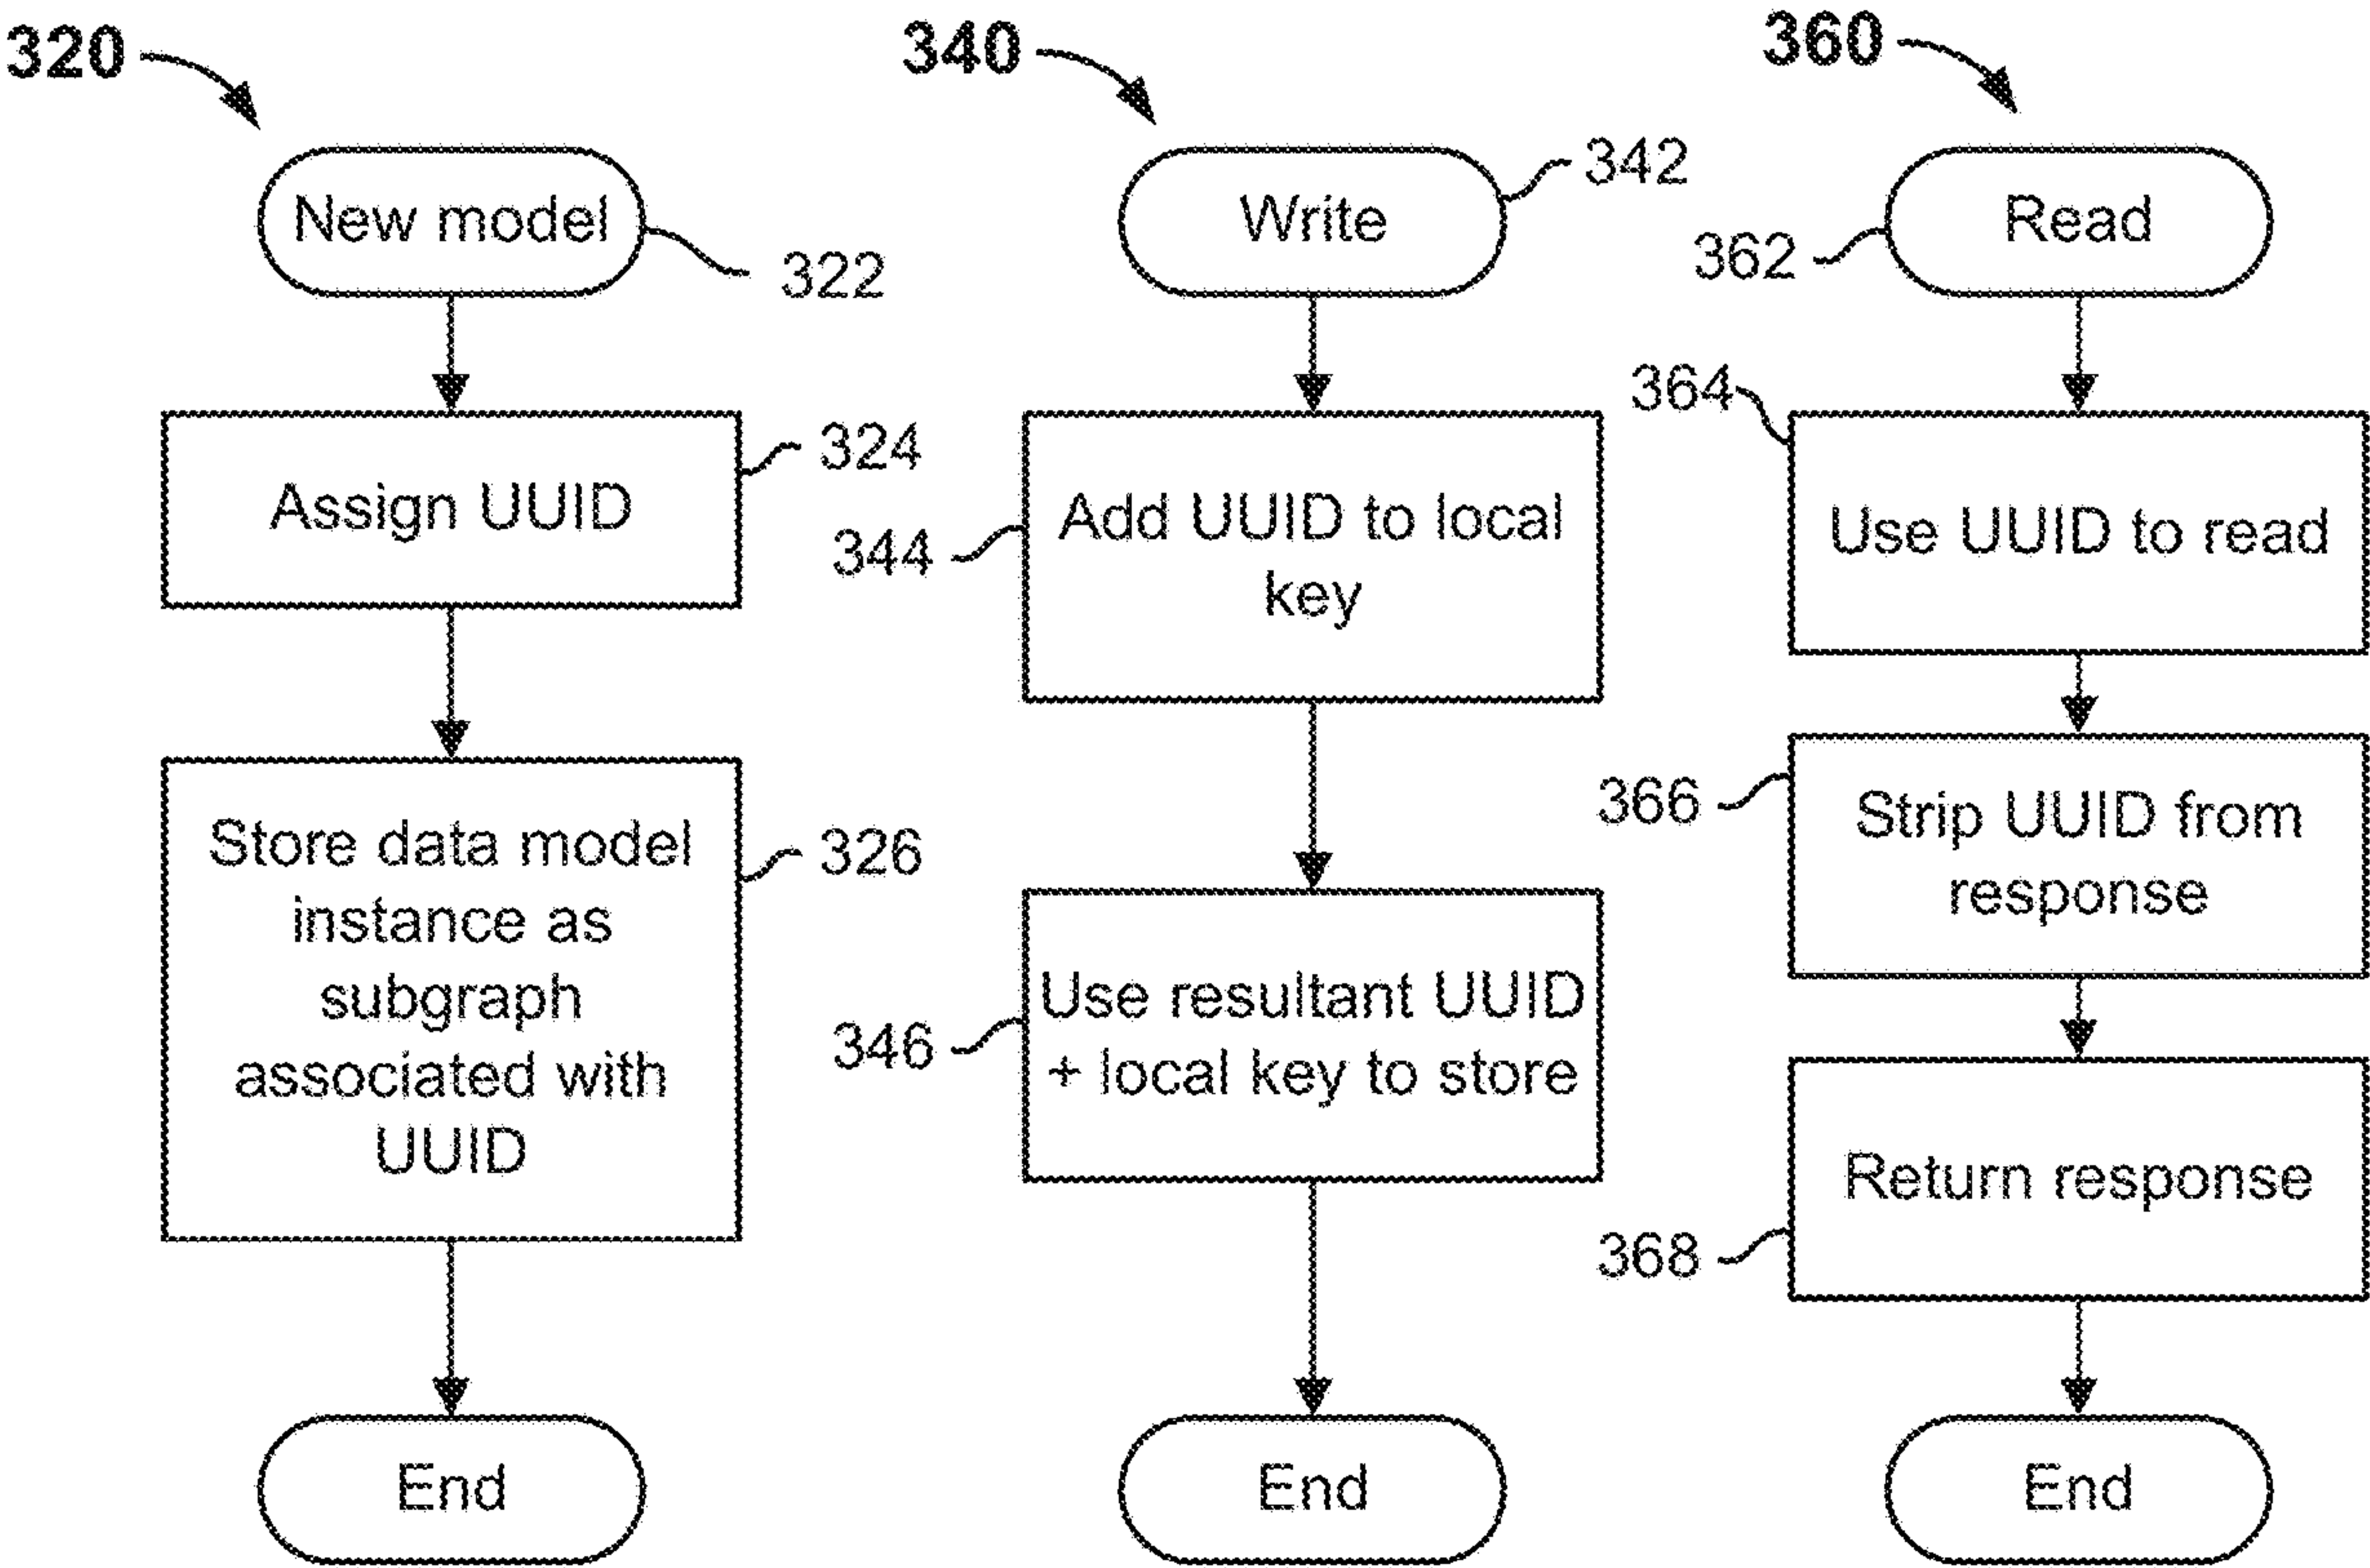 320
New model
322
Assign UUID
324
Store data model
instance as
subgraph
associated with
UUID
326
End
340
Write
342
344
Add UUID to local
key
346
Use resultant UUID
+ local key to store
End
360
Read
362
364
Use UUID to read
366
Strip UUID from
response
Return response
368
End